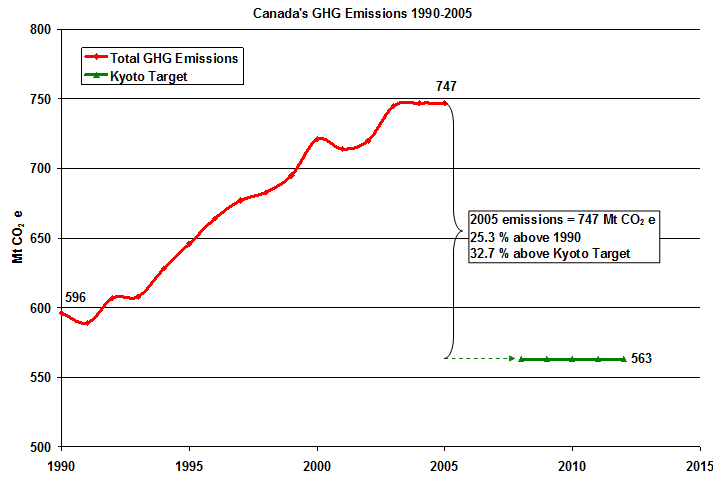 Canada's GHG Emissions 1990-2005
800
Total GHG Emissions
Kyoto Target
750
747
700
650
2005 emissions = 747 Mt CO₂ e
25.3 % above 1990
32.7 % above Kyoto Target
Mt CO₂ e
600
596
563
550
500
1990 1995 2000 2005 2010 2015